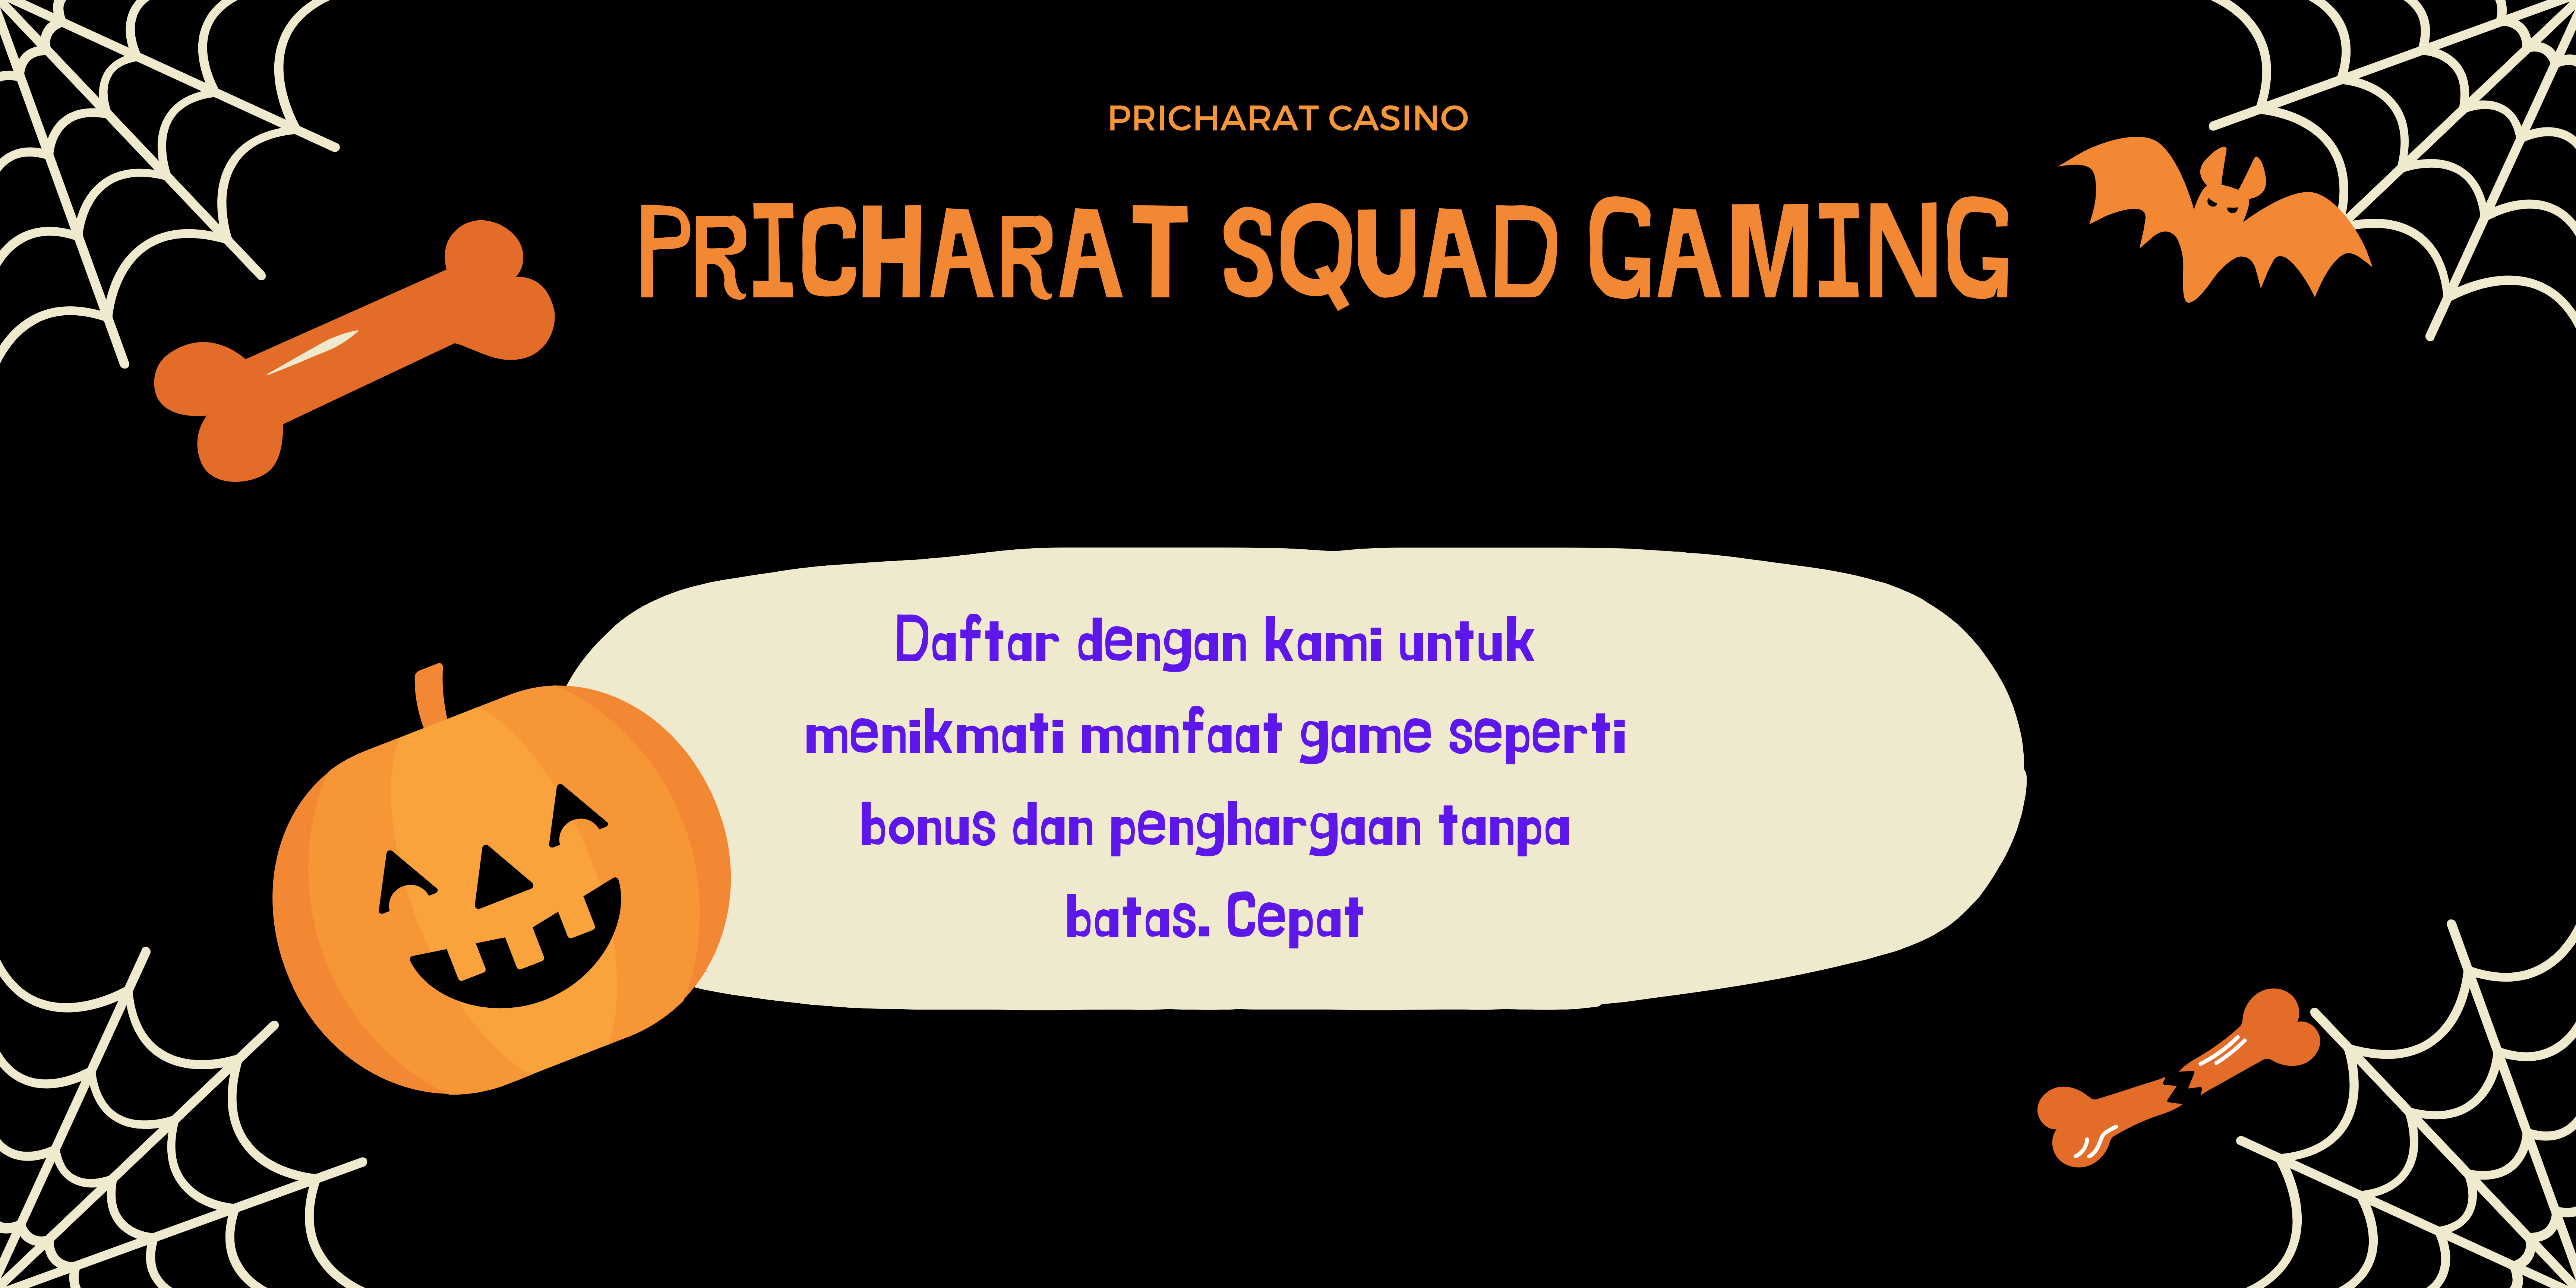 PRICHARAT CASINO
PRICHARAT SQUAD GAMING
Daftar dengan kami untuk
menikmati manfaat game seperti
bonus dan penghargaan tanpa
batas. Cepat